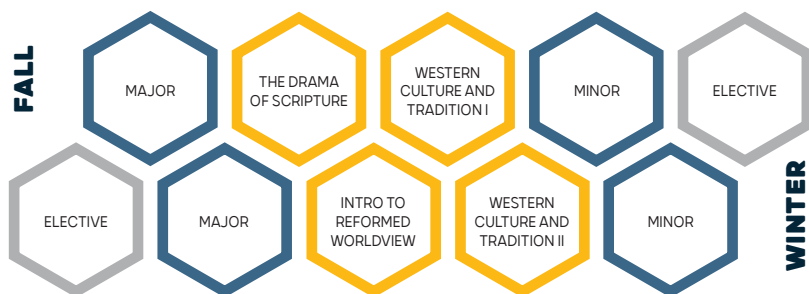 FALL
MAJOR
THE DRAMA
OF SCRIPTURE
WESTERN
CULTURE AND
TRADITION I
MINOR
ELECTIVE
ELECTIVE
MAJOR
INTRO TO
REFORMED
WORLDVIEW
WESTERN
CULTURE AND
TRADITION II
MINOR
WINTER